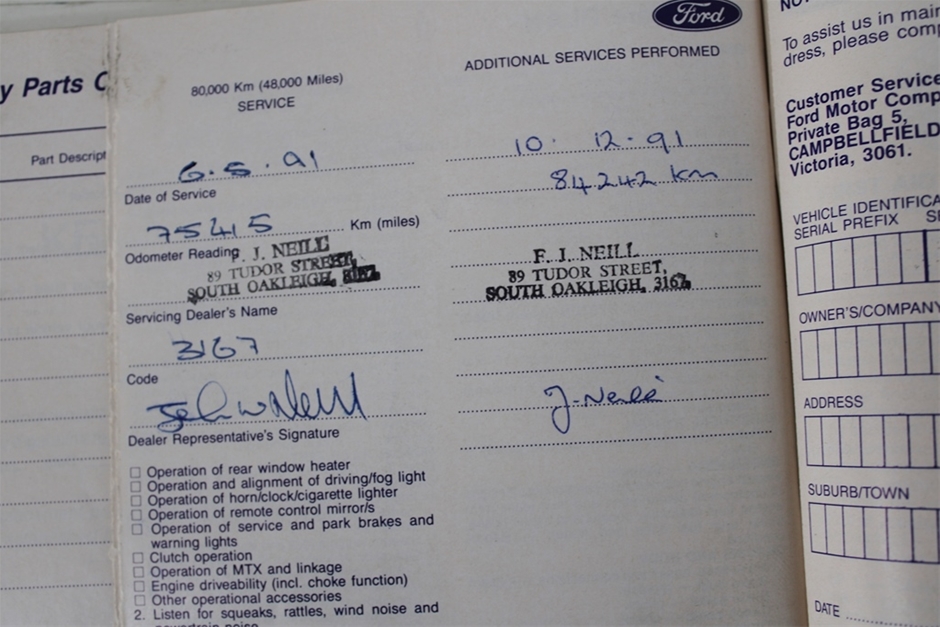 y Parts C
Part Descript
80,000 Km (48,000 Miles)
SERVICE
6.5.91
Date of Service
75415 Km (miles)
Odometer Reading
F. J. NEILL
89 TUDOR STREET,
SOUTH OAKLEIGH, 3167
Servicing Dealer's Name
3167
Code
Dealer Representative's Signature
Operation of rear window heater
Operation and alignment of driving/fog light
Operation of horn/clock/cigarette lighter
Operation of remote control mirror/s
Operation of service and park brakes and
warning lights
Clutch operation
Operation of MTX and linkage
Engine driveability (incl. choke function)
Other operational accessories
2. Listen for squeaks, rattles, wind noise and
Ford
ADDITIONAL SERVICES PERFORMED
10. 12.91
84242 km
F. J. NEILL
89 TUDOR STREET,
SOUTH OAKLEIGH, 3167
J. Neill
NO
To assist us in main
dress, please comp
Customer Service
Ford Motor Comp
Private Bag 5,
CAMPBELLFIELD
Victoria, 3061.
VEHICLE IDENTIFICA
SERIAL PREFIX SE
OWNER'S/COMPANY
ADDRESS
SUBURB/TOWN
DATE